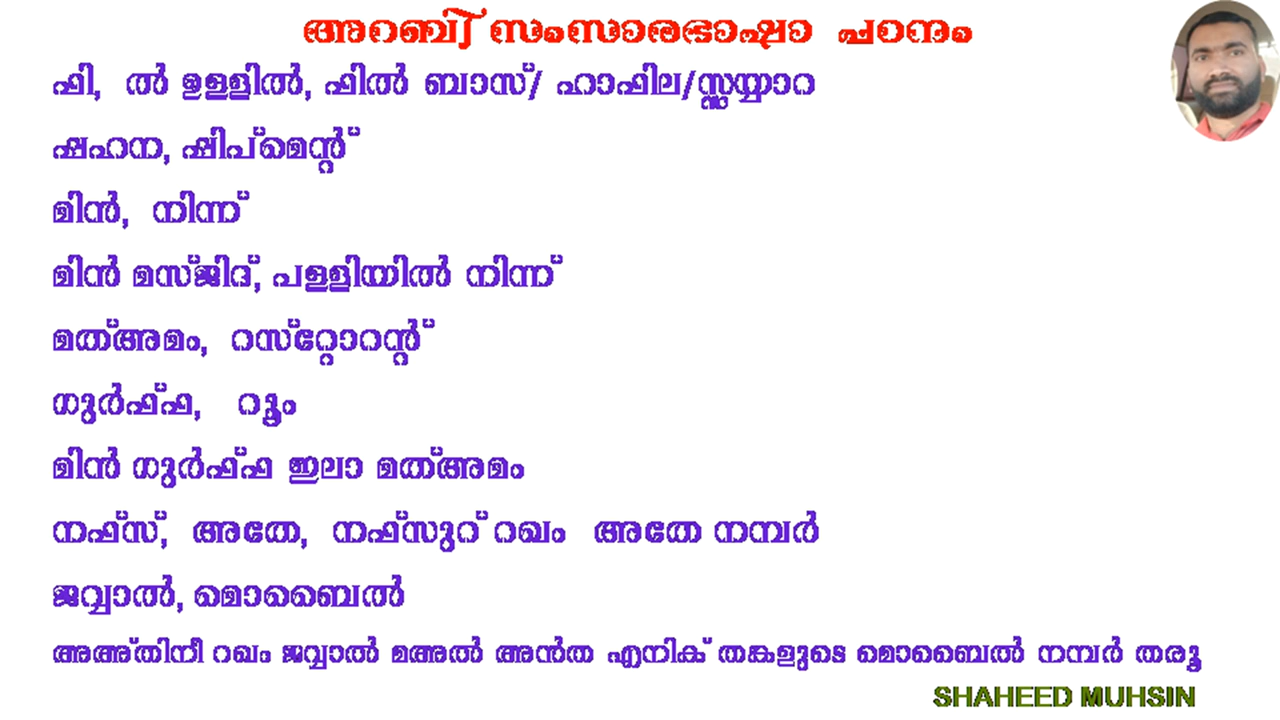 അറബി സംസാരഭാഷാ പഠനം
ഫി, ൽ ഉള്ളിൽ, ഫിൽ ബാസ്/ ഹാഫില/സ്സയ്യാറ
ഷഹന, ഷിപ്മെൻ്റ്
മിൻ, നിന്ന്
മിൻ മസ്ജിദ്, പള്ളിയിൽ നിന്ന്
മത്അമം, റസ്റ്റോറൻ്റ്
ഗുർഫ്ഫ, റൂം
മിൻ ഗുർഫ്ഫ ഇലാ മത്അമം
നഫ്സ്, അതേ, നഫ്സുറ് റഖം അതേ നമ്പർ
ജവ്വാൽ, മൊബൈൽ
അഅ്തിനീ റഖം ജവ്വാൽ മഅൽ അൻത എനിക് തങ്കളുടെ മൊബൈൽ നമ്പർ തരൂ
SHAHEED MUHSIN